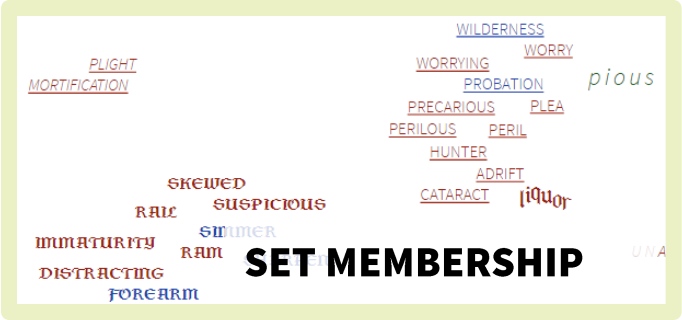 WILDERNESS
WORRY
PLIGHT
WORRYING
MORTIFICATION
PROBATION
pious
PRECARIOUS
PLEA
PERILOUS
PERIL
HUNTER
ADRIFT
SKEWED
CATARACT
liquor
SUSPICIOUS
RAIL
SIMMER
IMMATURITY
RAM
SET MEMBERSHIP
DISTRACTING
FOREARM